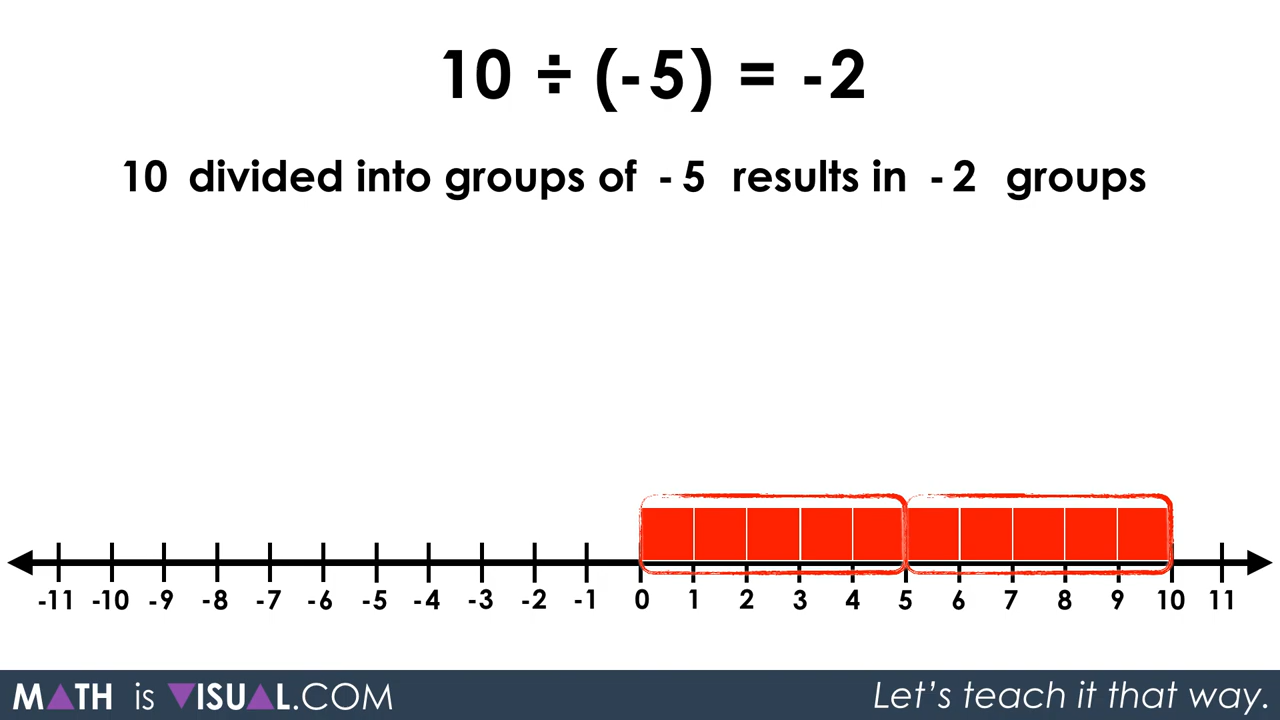 10 ÷ (-5) = -2
10 divided into groups of -5 results in -2 groups
-11 -10 -9 -8 -7 -6 -5 -4 -3 -2 -1 0 1 2 3 4 5 6 7 8 9 10 11
MATH is VISUAL.COM
Let's teach it that way.